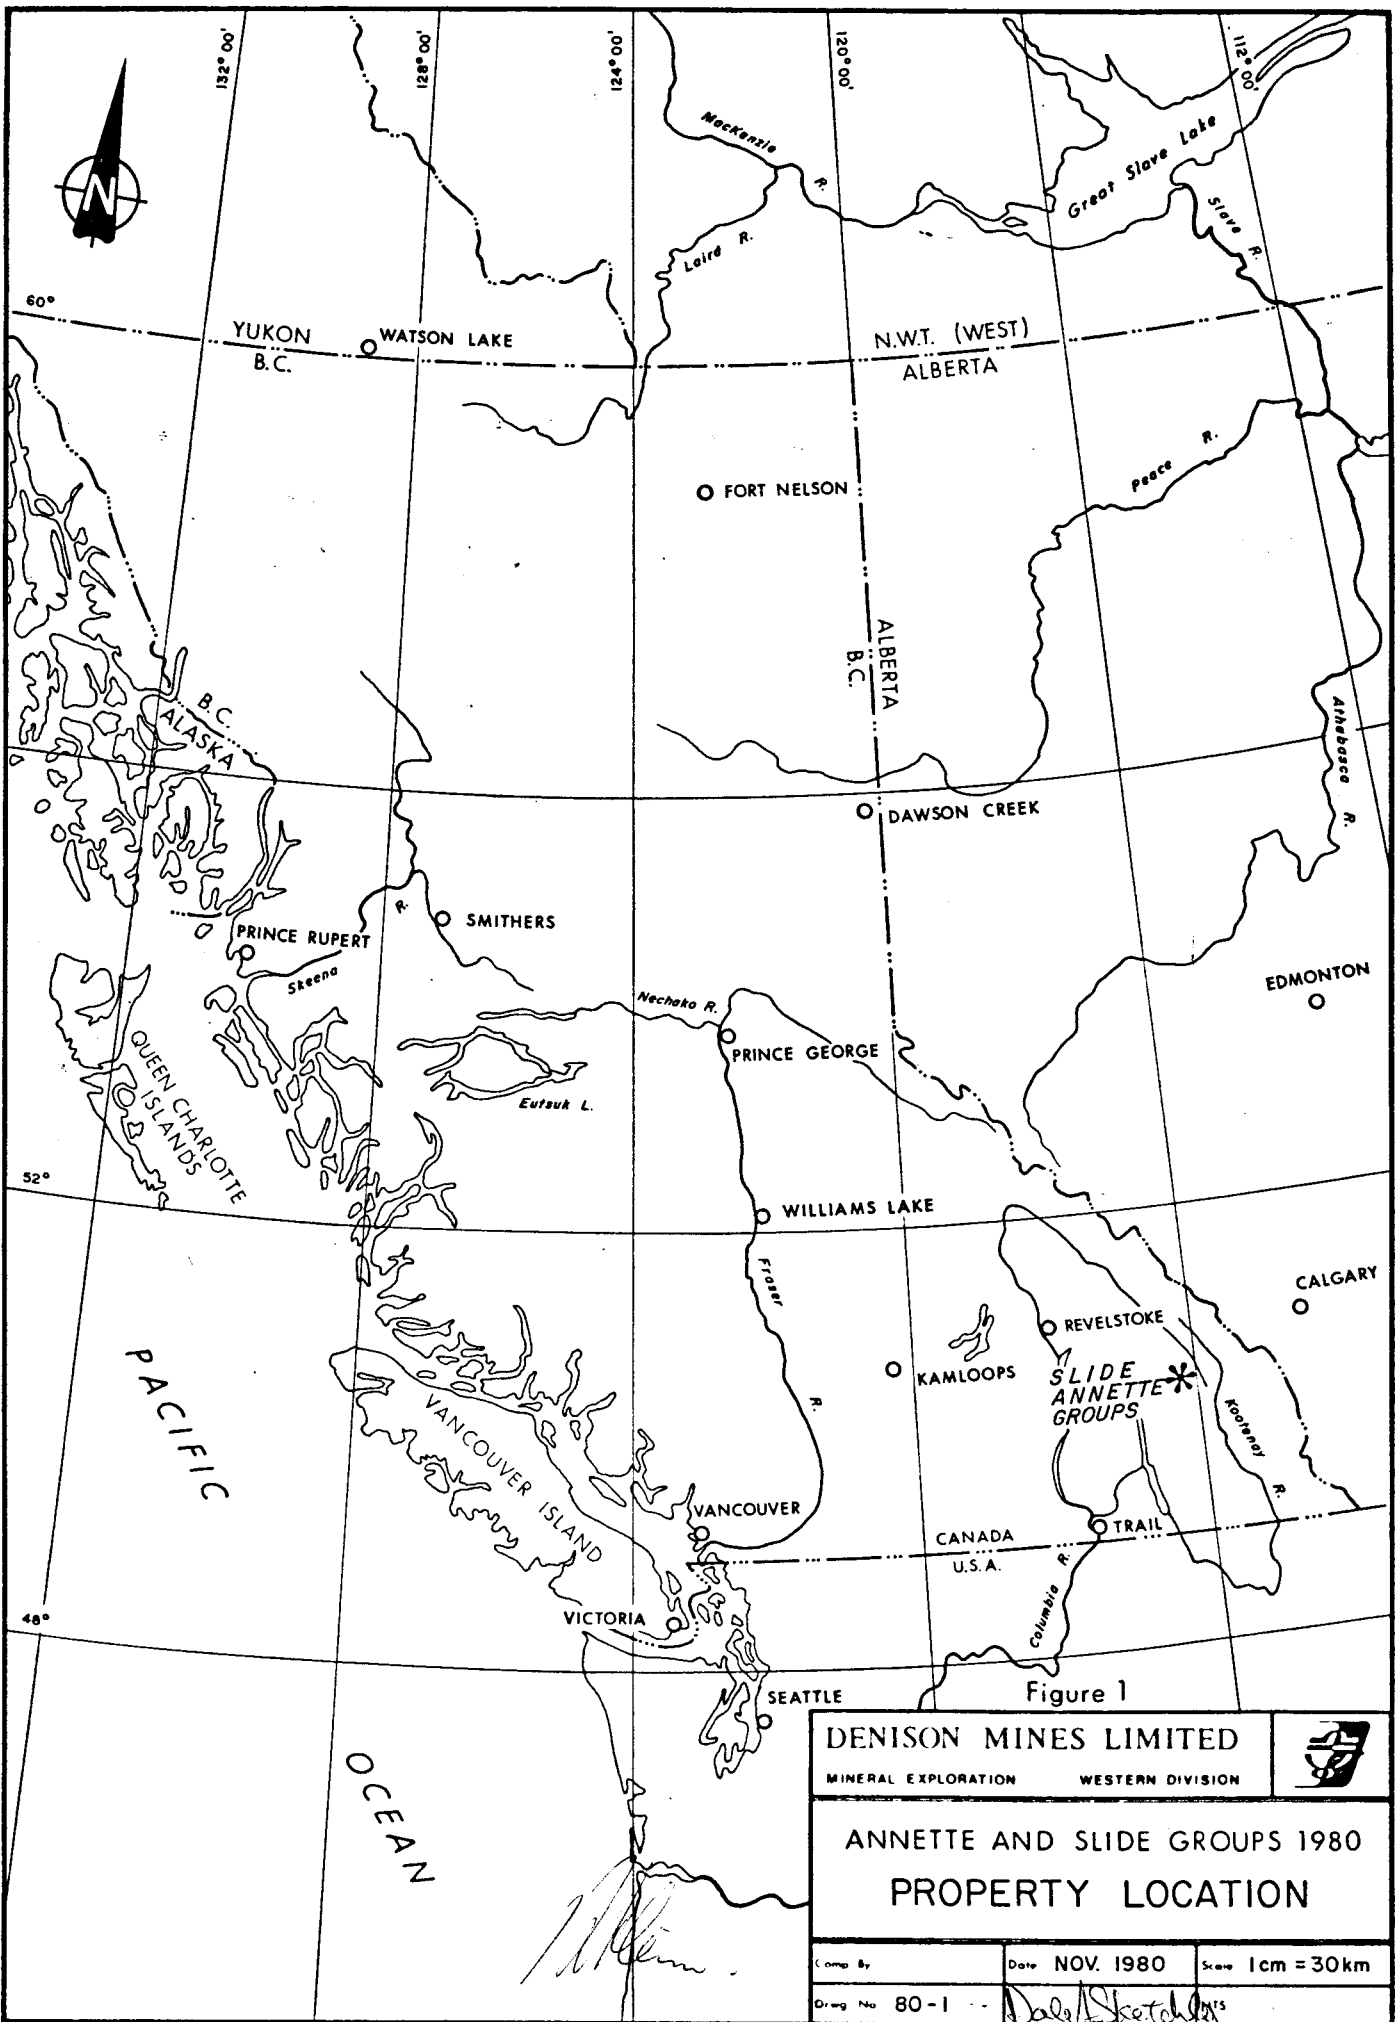 132° 00'
128° 00'
124° 00'
120° 00'
112° 00'
N
MacKenzie R.
Great Slave Lake
Slave R.
Laird R.
60°
YUKON
B.C.
WATSON LAKE
N.W.T. (WEST)
ALBERTA
Peace R.
FORT NELSON
ALBERTA
B.C.
B.C.
ALASKA
Athabasca R.
DAWSON CREEK
SMITHERS
PRINCE RUPERT
Skeena R.
EDMONTON
Nechako R.
PRINCE GEORGE
QUEEN CHARLOTTE
ISLANDS
Eutsuk L.
52°
WILLIAMS LAKE
Fraser R.
CALGARY
REVELSTOKE
KAMLOOPS
SLIDE
ANNETTE
GROUPS
Kootenay R.
PACIFIC
VANCOUVER ISLAND
VANCOUVER
CANADA
U.S.A.
TRAIL
Columbia R.
VICTORIA
48°
SEATTLE
OCEAN
Figure 1
DENISON MINES LIMITED
MINERAL EXPLORATION WESTERN DIVISION
ANNETTE AND SLIDE GROUPS 1980
PROPERTY LOCATION
Comp By
Date NOV. 1980
Scale 1cm = 30km
Drwg No 80-1